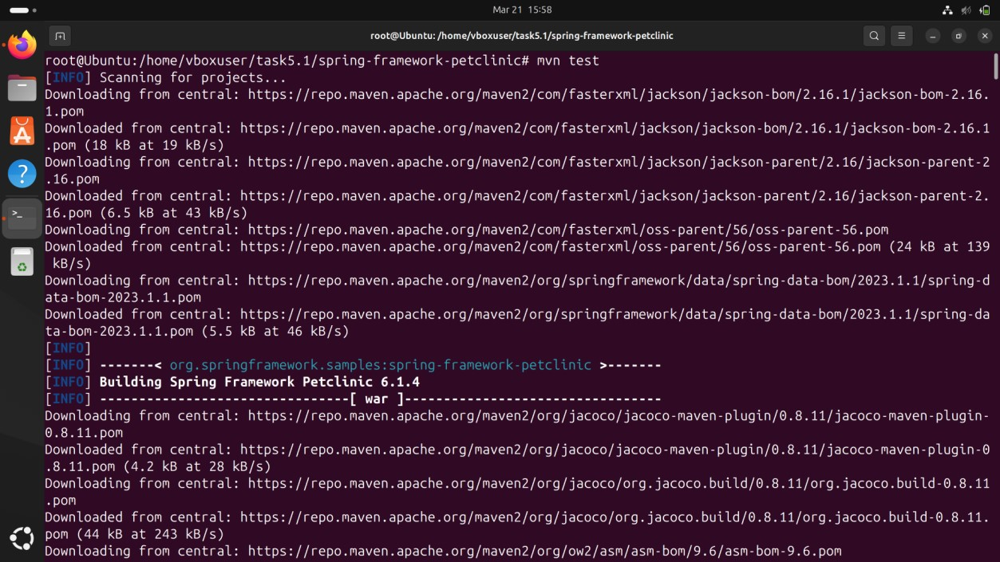 Mar 21 15:58
root@Ubuntu: /home/vboxuser/task5.1/spring-framework-petclinic
root@Ubuntu:/home/vboxuser/task5.1/spring-framework-petclinic# mvn test
[INFO] Scanning for projects...
Downloading from central: https://repo.maven.apache.org/maven2/com/fasterxml/jackson/jackson-bom/2.16.1/jackson-bom-2.16.
1.pom
Downloaded from central: https://repo.maven.apache.org/maven2/com/fasterxml/jackson/jackson-bom/2.16.1/jackson-bom-2.16.1
.pom (18 kB at 19 kB/s)
Downloading from central: https://repo.maven.apache.org/maven2/com/fasterxml/jackson/jackson-parent/2.16/jackson-parent-2
.16.pom
Downloaded from central: https://repo.maven.apache.org/maven2/com/fasterxml/jackson/jackson-parent/2.16/jackson-parent-2.
16.pom (6.5 kB at 43 kB/s)
Downloading from central: https://repo.maven.apache.org/maven2/com/fasterxml/oss-parent/56/oss-parent-56.pom
Downloaded from central: https://repo.maven.apache.org/maven2/com/fasterxml/oss-parent/56/oss-parent-56.pom (24 kB at 139
 kB/s)
Downloading from central: https://repo.maven.apache.org/maven2/org/springframework/data/spring-data-bom/2023.1.1/spring-d
ata-bom-2023.1.1.pom
Downloaded from central: https://repo.maven.apache.org/maven2/org/springframework/data/spring-data-bom/2023.1.1/spring-da
ta-bom-2023.1.1.pom (5.5 kB at 46 kB/s)
[INFO]
[INFO] -------< org.springframework.samples:spring-framework-petclinic >-------
[INFO] Building Spring Framework Petclinic 6.1.4
[INFO] --------------------------------[ war ]---------------------------------
Downloading from central: https://repo.maven.apache.org/maven2/org/jacoco/jacoco-maven-plugin/0.8.11/jacoco-maven-plugin-
0.8.11.pom
Downloaded from central: https://repo.maven.apache.org/maven2/org/jacoco/jacoco-maven-plugin/0.8.11/jacoco-maven-plugin-0
.8.11.pom (4.2 kB at 28 kB/s)
Downloading from central: https://repo.maven.apache.org/maven2/org/jacoco/org.jacoco.build/0.8.11/org.jacoco.build-0.8.11
.pom
Downloaded from central: https://repo.maven.apache.org/maven2/org/jacoco/org.jacoco.build/0.8.11/org.jacoco.build-0.8.11.
pom (44 kB at 243 kB/s)
Downloading from central: https://repo.maven.apache.org/maven2/org/ow2/asm/asm-bom/9.6/asm-bom-9.6.pom